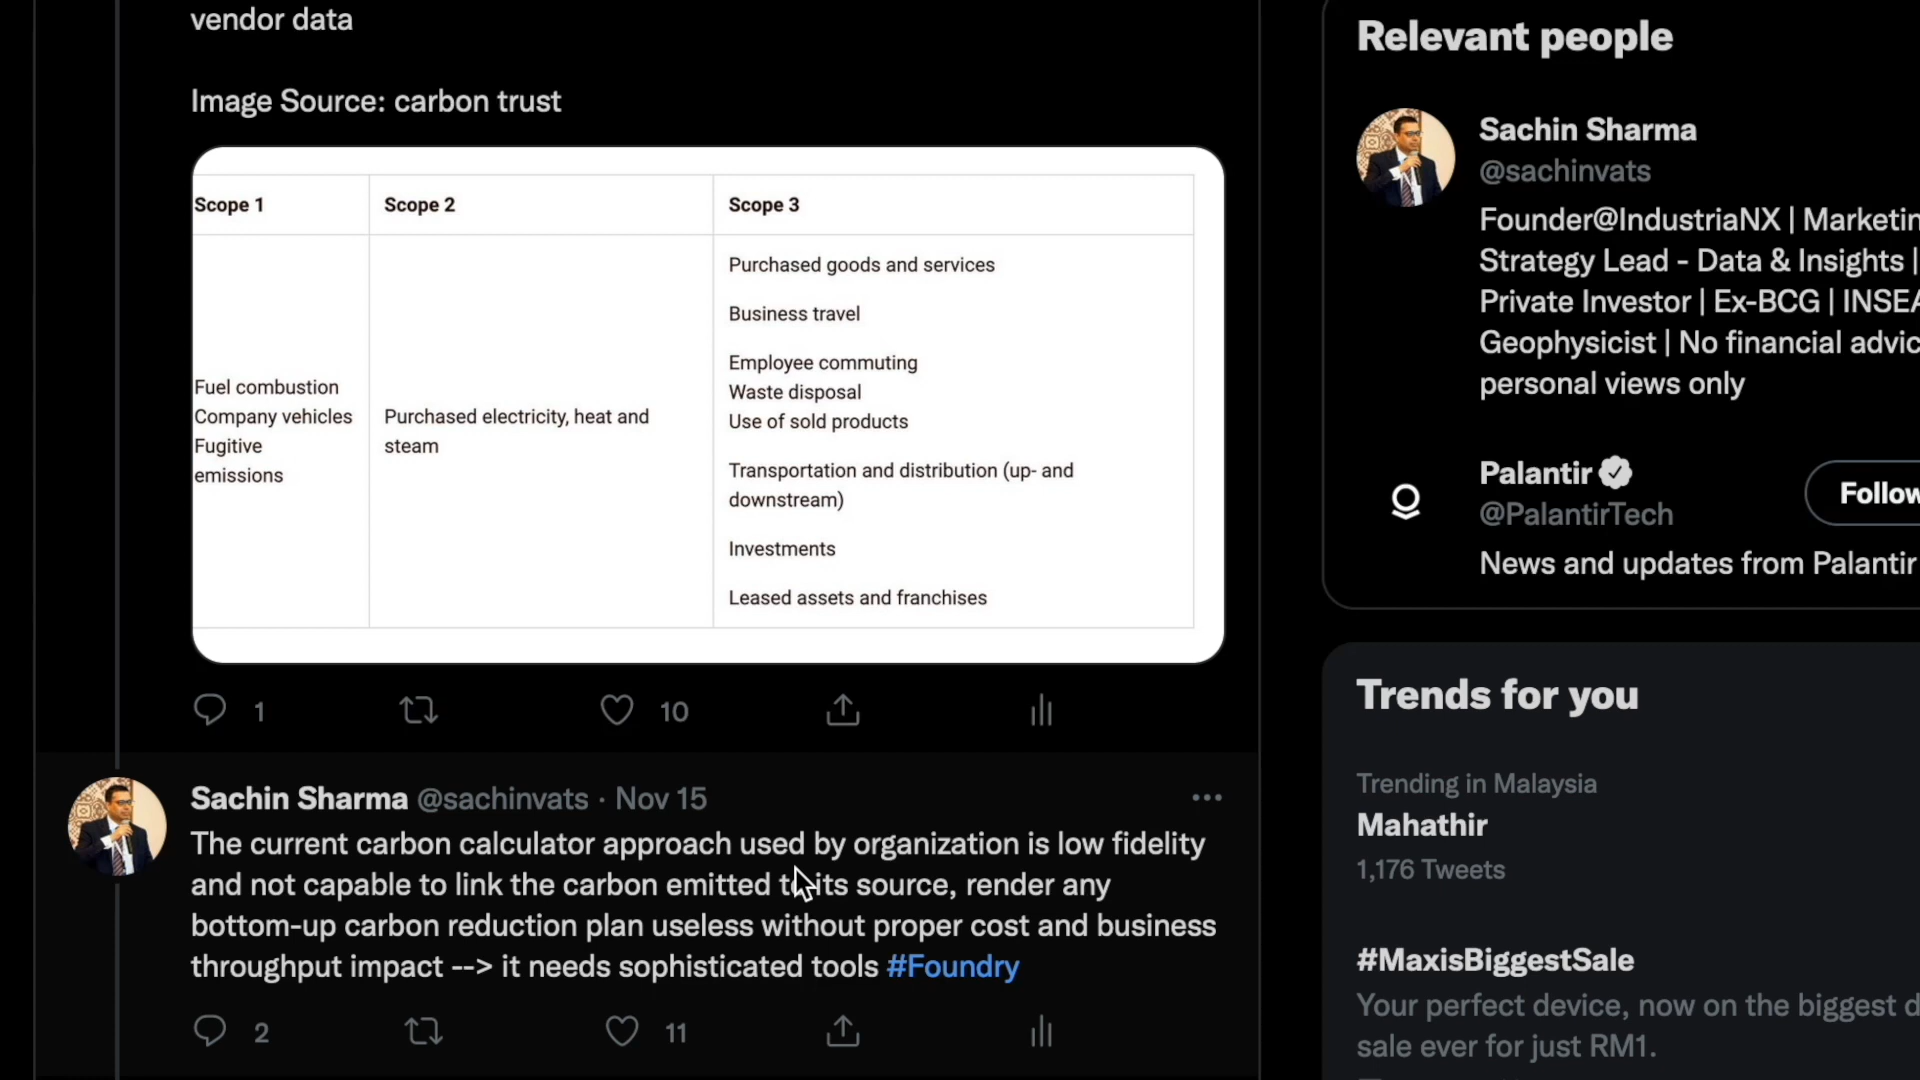 vendor data
Image Source: carbon trust
Scope 1
Scope 2
Scope 3
Fuel combustion
Company vehicles
Fugitive
emissions
Purchased electricity, heat and
steam
Purchased goods and services
Business travel
Employee commuting
Waste disposal
Use of sold products
Transportation and distribution (up- and
downstream)
Investments
Leased assets and franchises
1
10
Sachin Sharma @sachinvats · Nov 15
The current carbon calculator approach used by organization is low fidelity
and not capable to link the carbon emitted to its source, render any
bottom-up carbon reduction plan useless without proper cost and business
throughput impact --> it needs sophisticated tools #Foundry
2
11
Relevant people
Sachin Sharma
@sachinvats
Founder@IndustriaNX | Marketin
Strategy Lead - Data & Insights |
Private Investor | Ex-BCG | INSEA
Geophysicist | No financial advic
personal views only
Palantir
@PalantirTech
Follow
News and updates from Palantir
Trends for you
Trending in Malaysia
Mahathir
1,176 Tweets
#MaxisBiggestSale
Your perfect device, now on the biggest d
sale ever for just RM1.